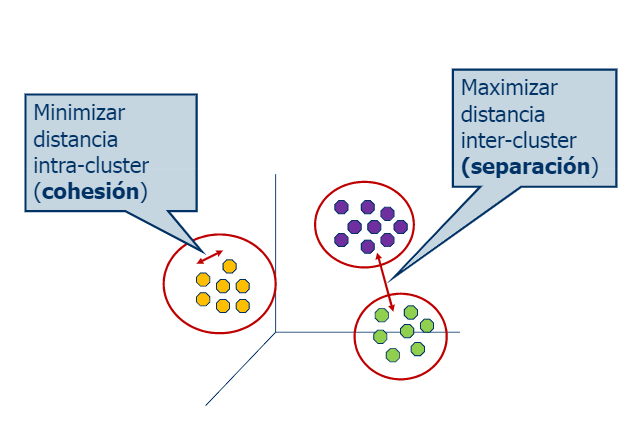 Minimizar
distancia
intra-cluster
(cohesión)
Maximizar
distancia
inter-cluster
(separación)